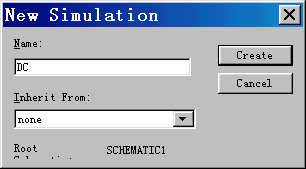 New Simulation
Name:
Create
DC
Cancel
Inherit From:
none
Root SCHEMATIC1